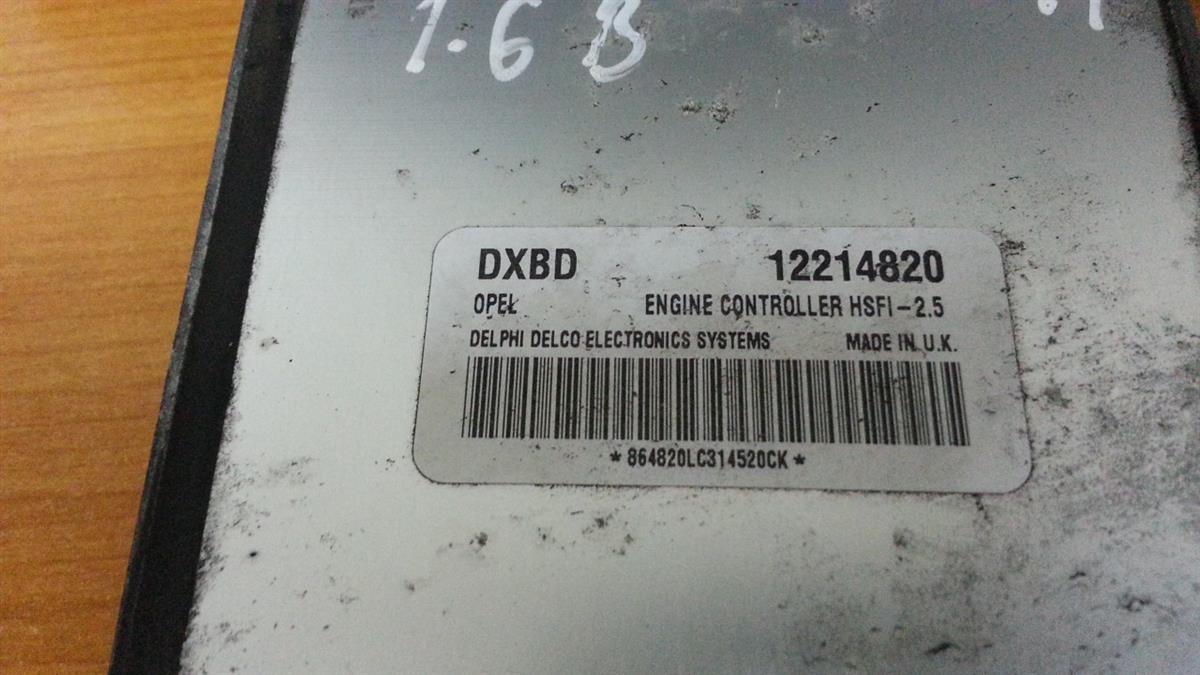 1.6 B
DXBD 12214820
OPEL ENGINE CONTROLLER HSFI-2.5
DELPHI DELCO ELECTRONICS SYSTEMS MADE IN U.K.
*864820LC314520CK*